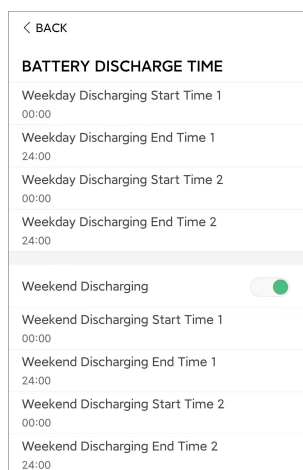 < BACK
BATTERY DISCHARGE TIME
Weekday Discharging Start Time 1
00:00
Weekday Discharging End Time 1
24:00
Weekday Discharging Start Time 2
00:00
Weekday Discharging End Time 2
24:00
Weekend Discharging
Weekend Discharging Start Time 1
00:00
Weekend Discharging End Time 1
24:00
Weekend Discharging Start Time 2
00:00
Weekend Discharging End Time 2
24:00